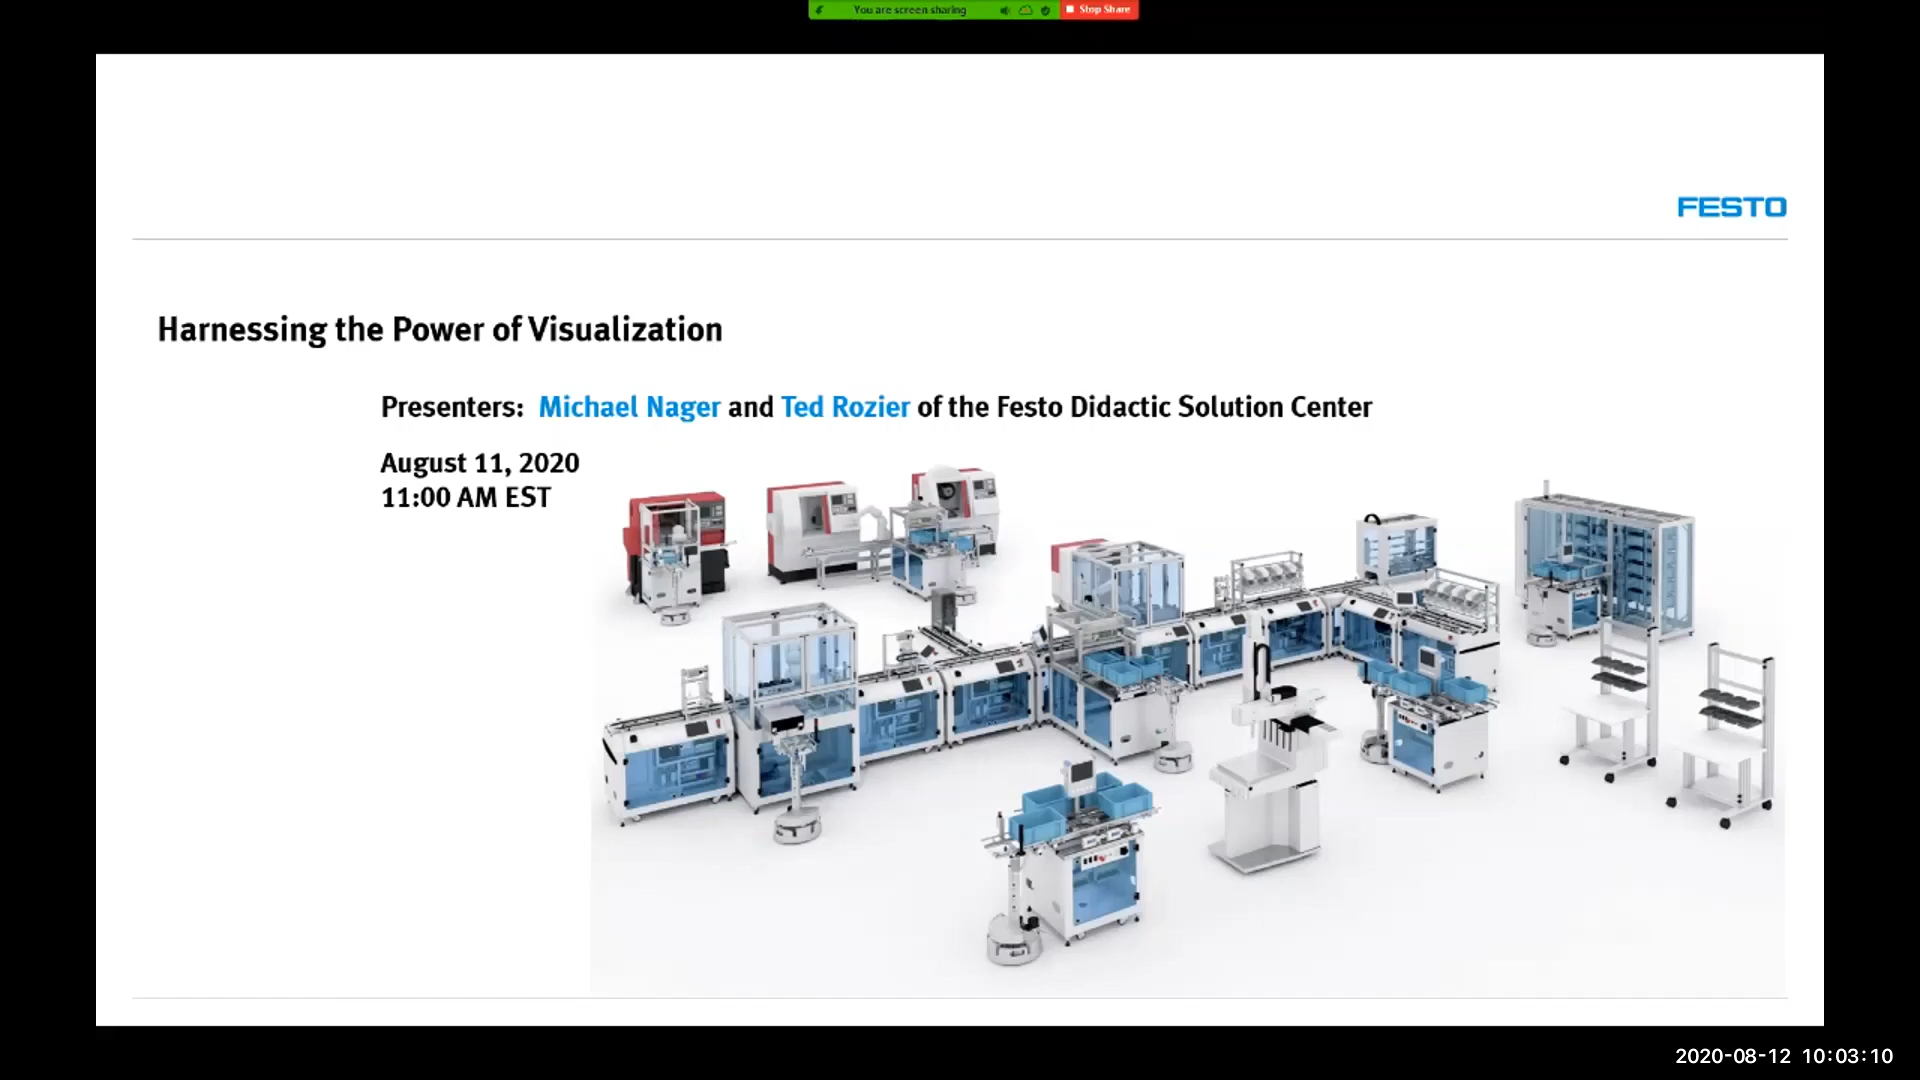 You are screen sharing
Stop Share
FESTO
Harnessing the Power of Visualization
Presenters: Michael Nager and Ted Rozier of the Festo Didactic Solution Center
August 11, 2020
11:00 AM EST
2020-08-12 10:03:10